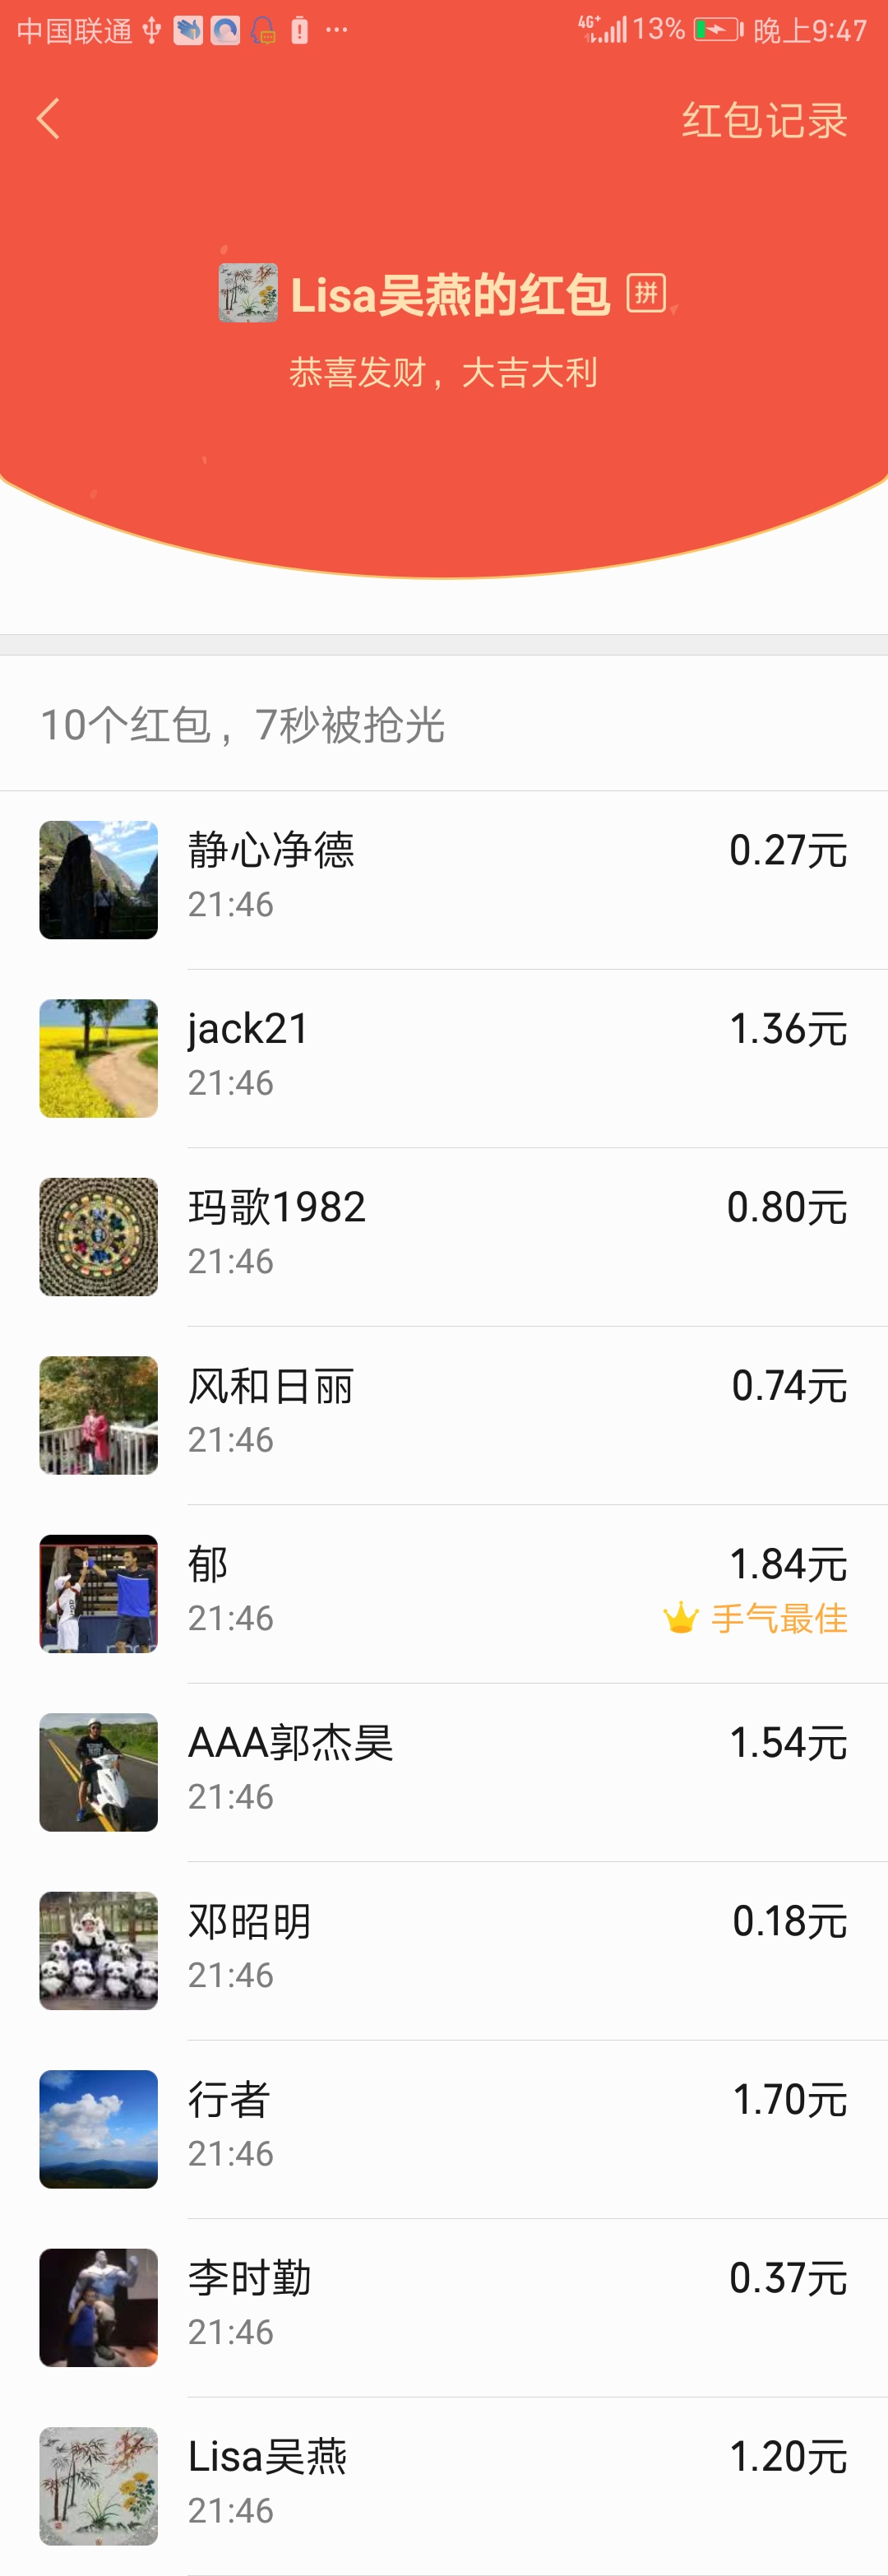 中国联通 4G+ 13% 晚上9:47
红包记录
Lisa吴燕的红包 拼
恭喜发财，大吉大利
10个红包，7秒被抢光
静心净德 0.27元
21:46
jack21 1.36元
21:46
玛歌1982 0.80元
21:46
风和日丽 0.74元
21:46
郁 1.84元
21:46 手气最佳
AAA郭杰昊 1.54元
21:46
邓昭明 0.18元
21:46
行者 1.70元
21:46
李时勤 0.37元
21:46
Lisa吴燕 1.20元
21:46